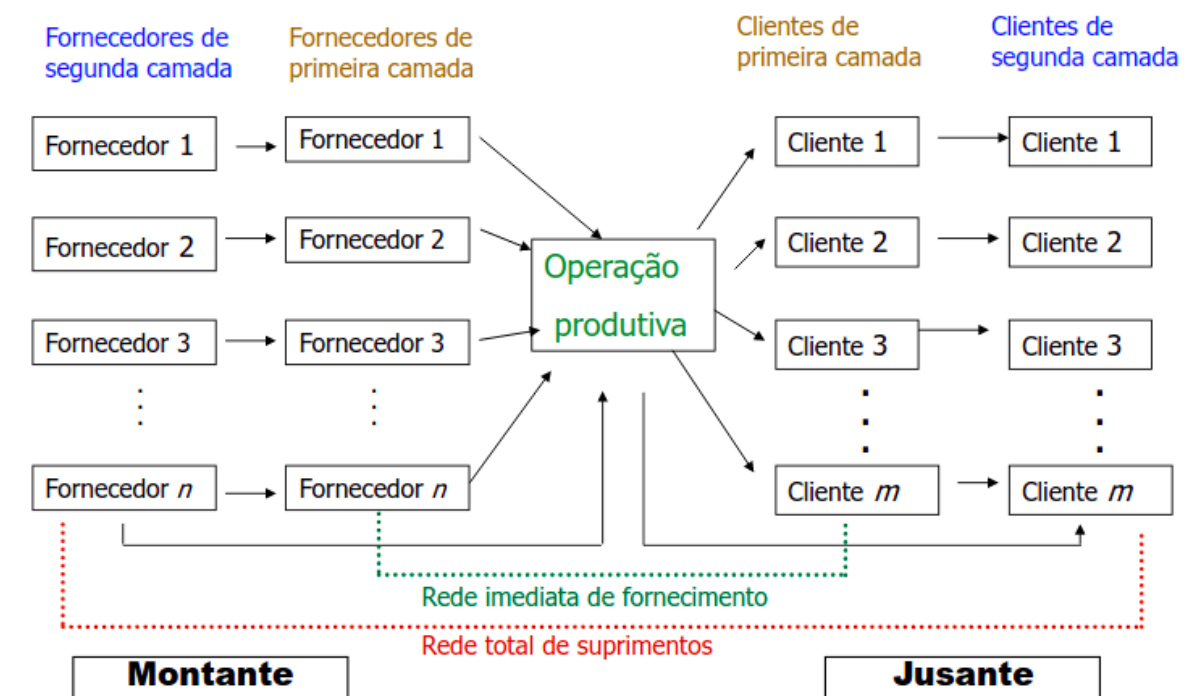 Fornecedores de
segunda camada
Fornecedores de
primeira camada
Clientes de
primeira camada
Clientes de
segunda camada
Fornecedor 1
Fornecedor 1
Cliente 1
Cliente 1
Fornecedor 2
Fornecedor 2
Operação
produtiva
Cliente 2
Cliente 2
Fornecedor 3
Fornecedor 3
Cliente 3
Cliente 3
Fornecedor n
Fornecedor n
Cliente m
Cliente m
Rede imediata de fornecimento
Rede total de suprimentos
Montante
Jusante